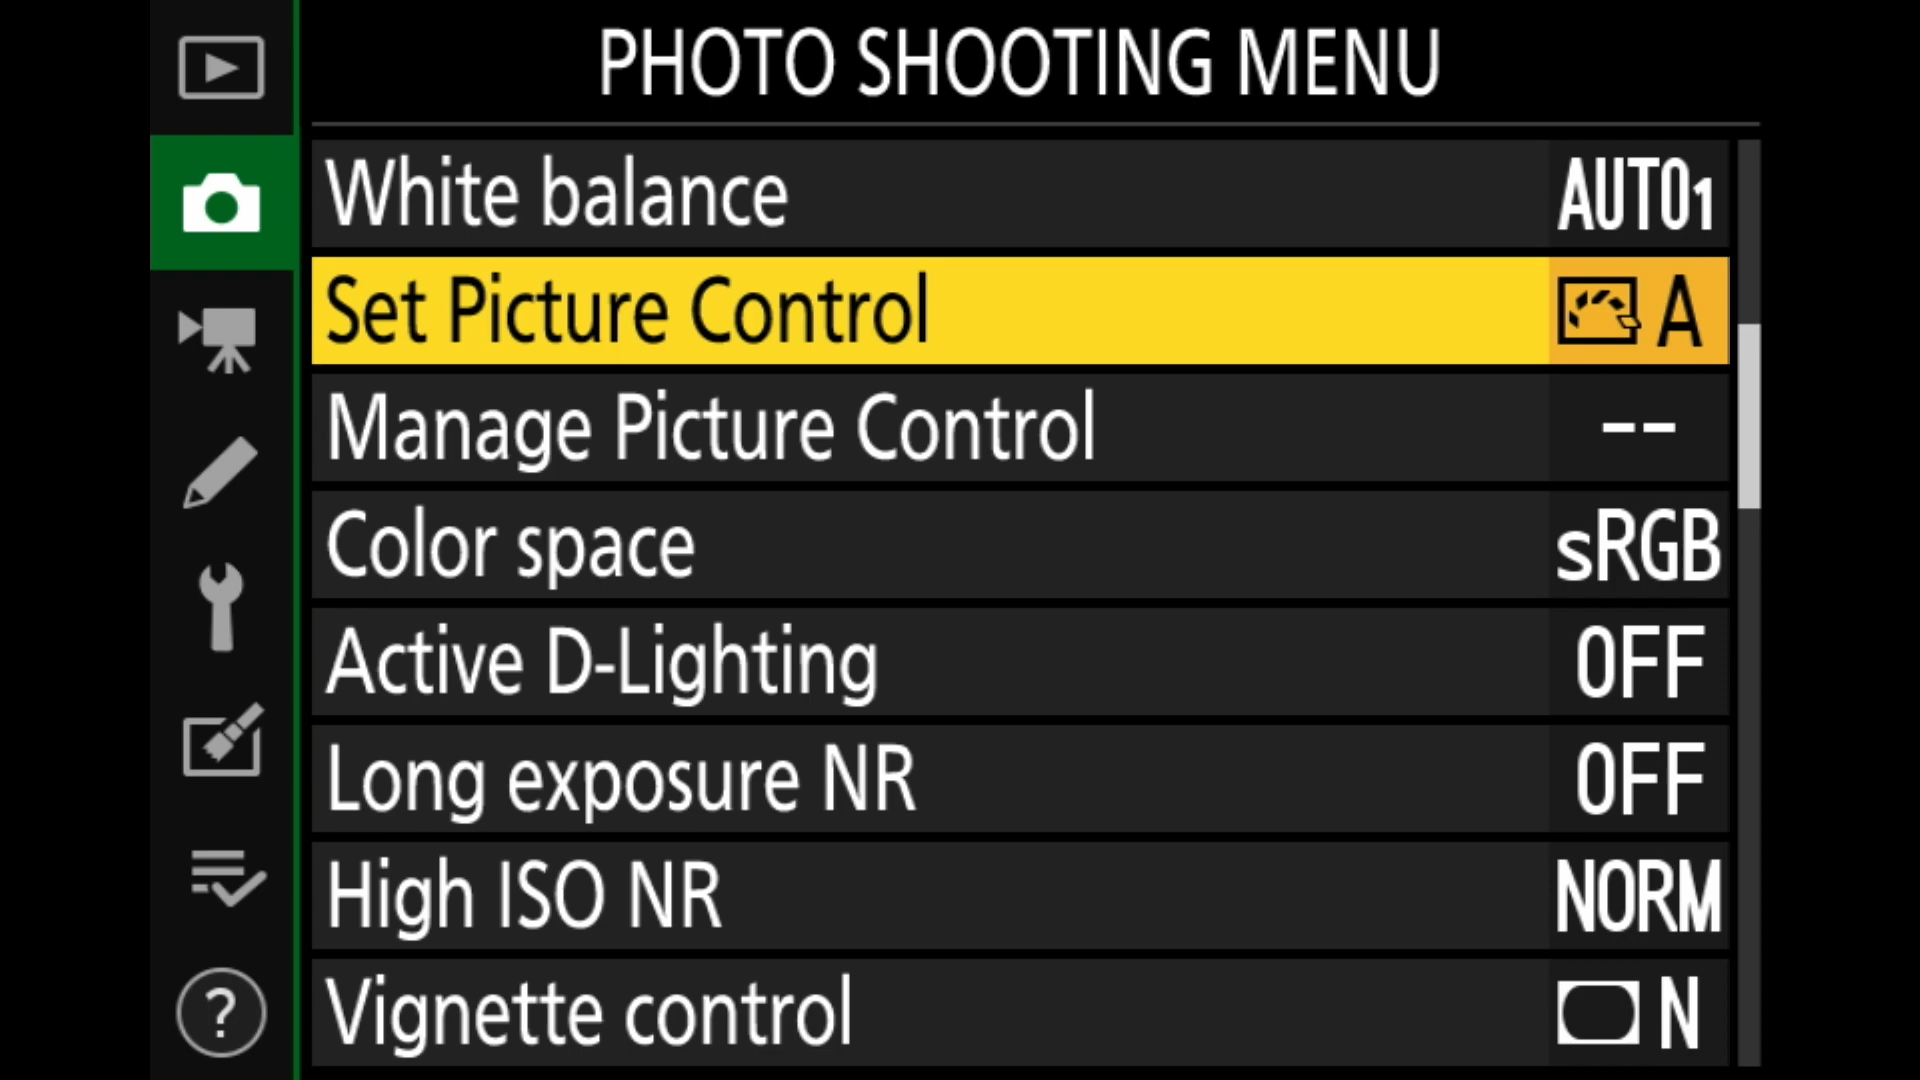 PHOTO SHOOTING MENU
White balance AUTO1
Set Picture Control A
Manage Picture Control --
Color space sRGB
Active D-Lighting OFF
Long exposure NR OFF
High ISO NR NORM
Vignette control N
?